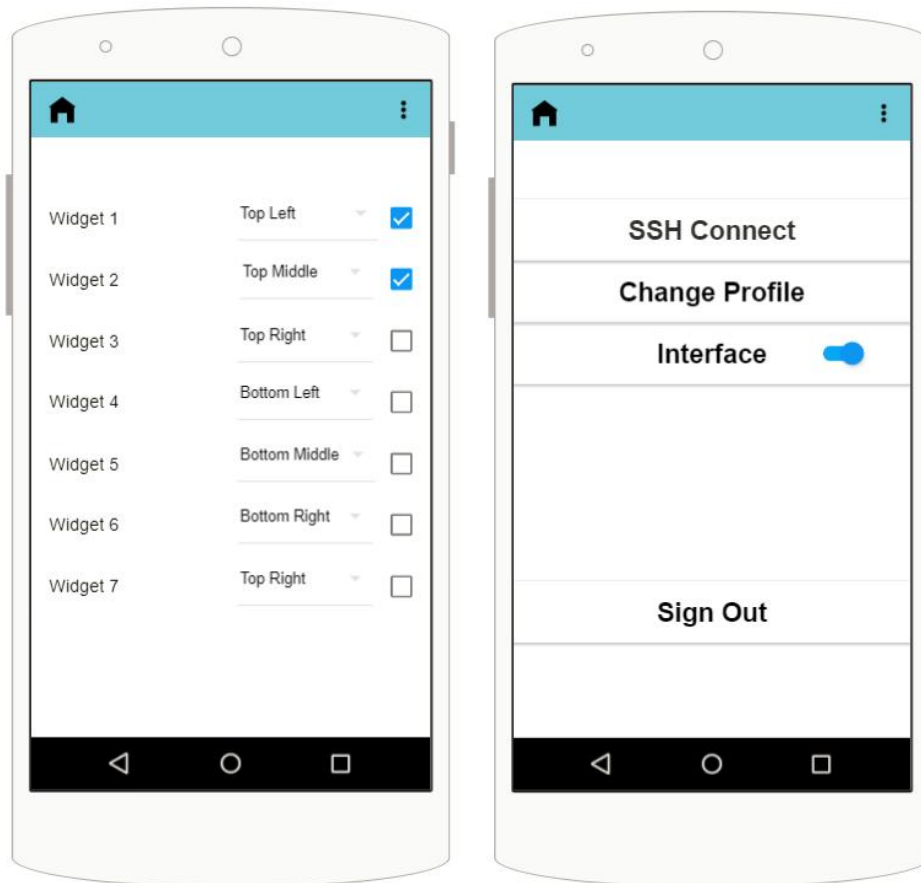 Widget 1 Top Left
Widget 2 Top Middle
Widget 3 Top Right
Widget 4 Bottom Left
Widget 5 Bottom Middle
Widget 6 Bottom Right
Widget 7 Top Right
SSH Connect
Change Profile
Interface
Sign Out